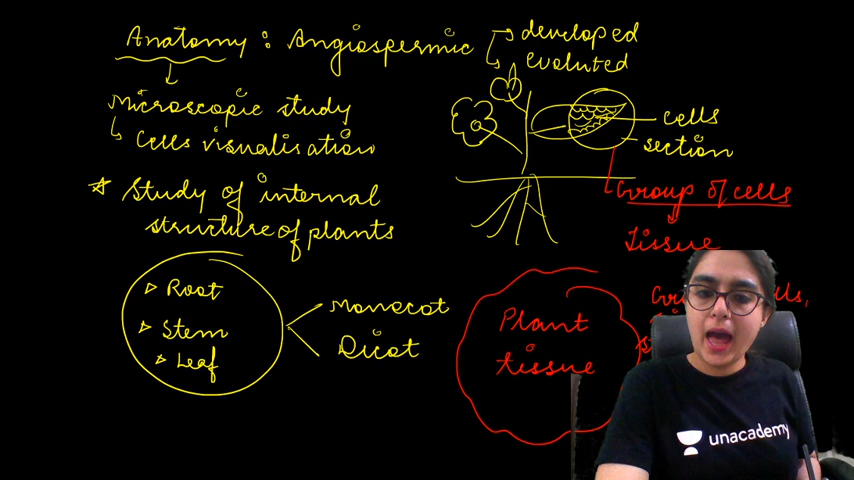 Anatomy : Angiospermic
developed
evoluted
Microscopic study
Cells visualisation
cells
section
Study of internal
structure of plants
Group of cells
Tissue
Root
Stem
Leaf
Monocot
Dicot
Plant
tissue
unacademy